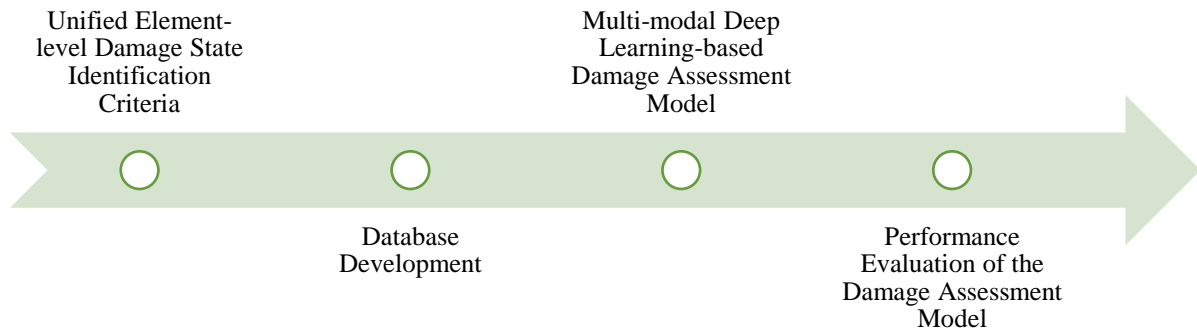 Unified Element-
level Damage State
Identification
Criteria
Database
Development
Multi-modal Deep
Learning-based
Damage Assessment
Model
Performance
Evaluation of the
Damage Assessment
Model